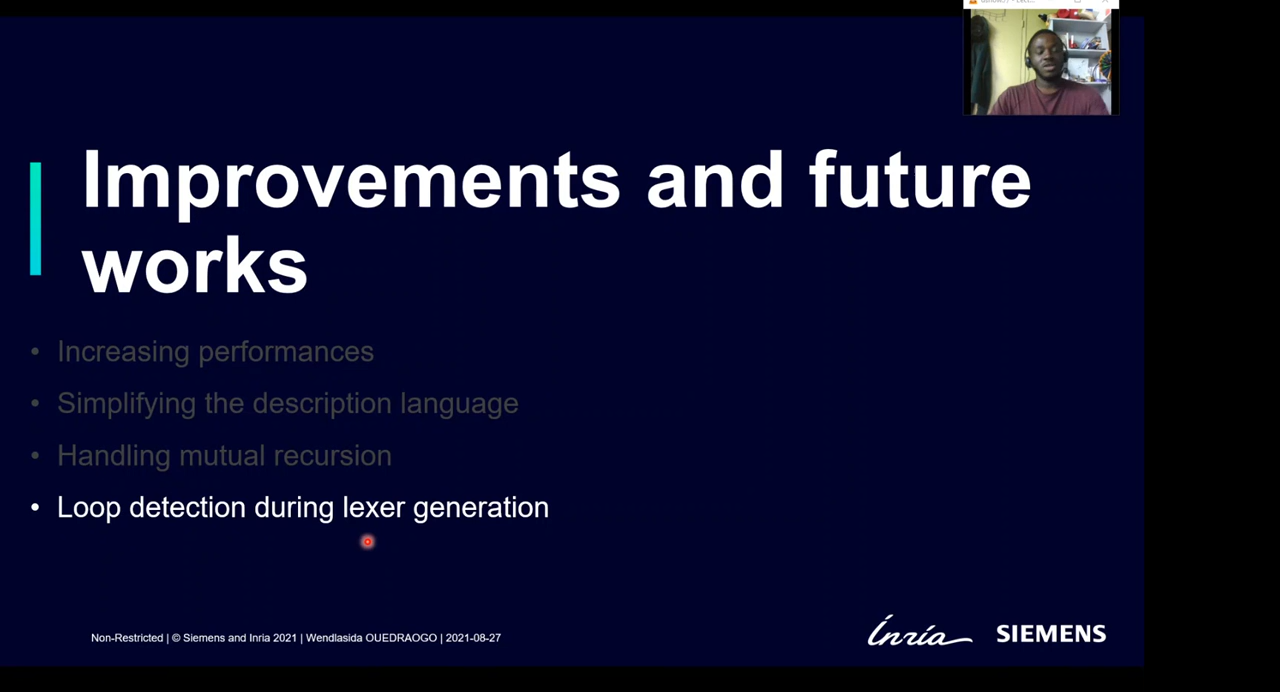 Improvements and future
works
• Increasing performances
• Simplifying the description language
• Handling mutual recursion
• Loop detection during lexer generation
Non-Restricted | © Siemens and Inria 2021 | Wendlasida OUEDRAOGO | 2021-08-27
Inria
SIEMENS